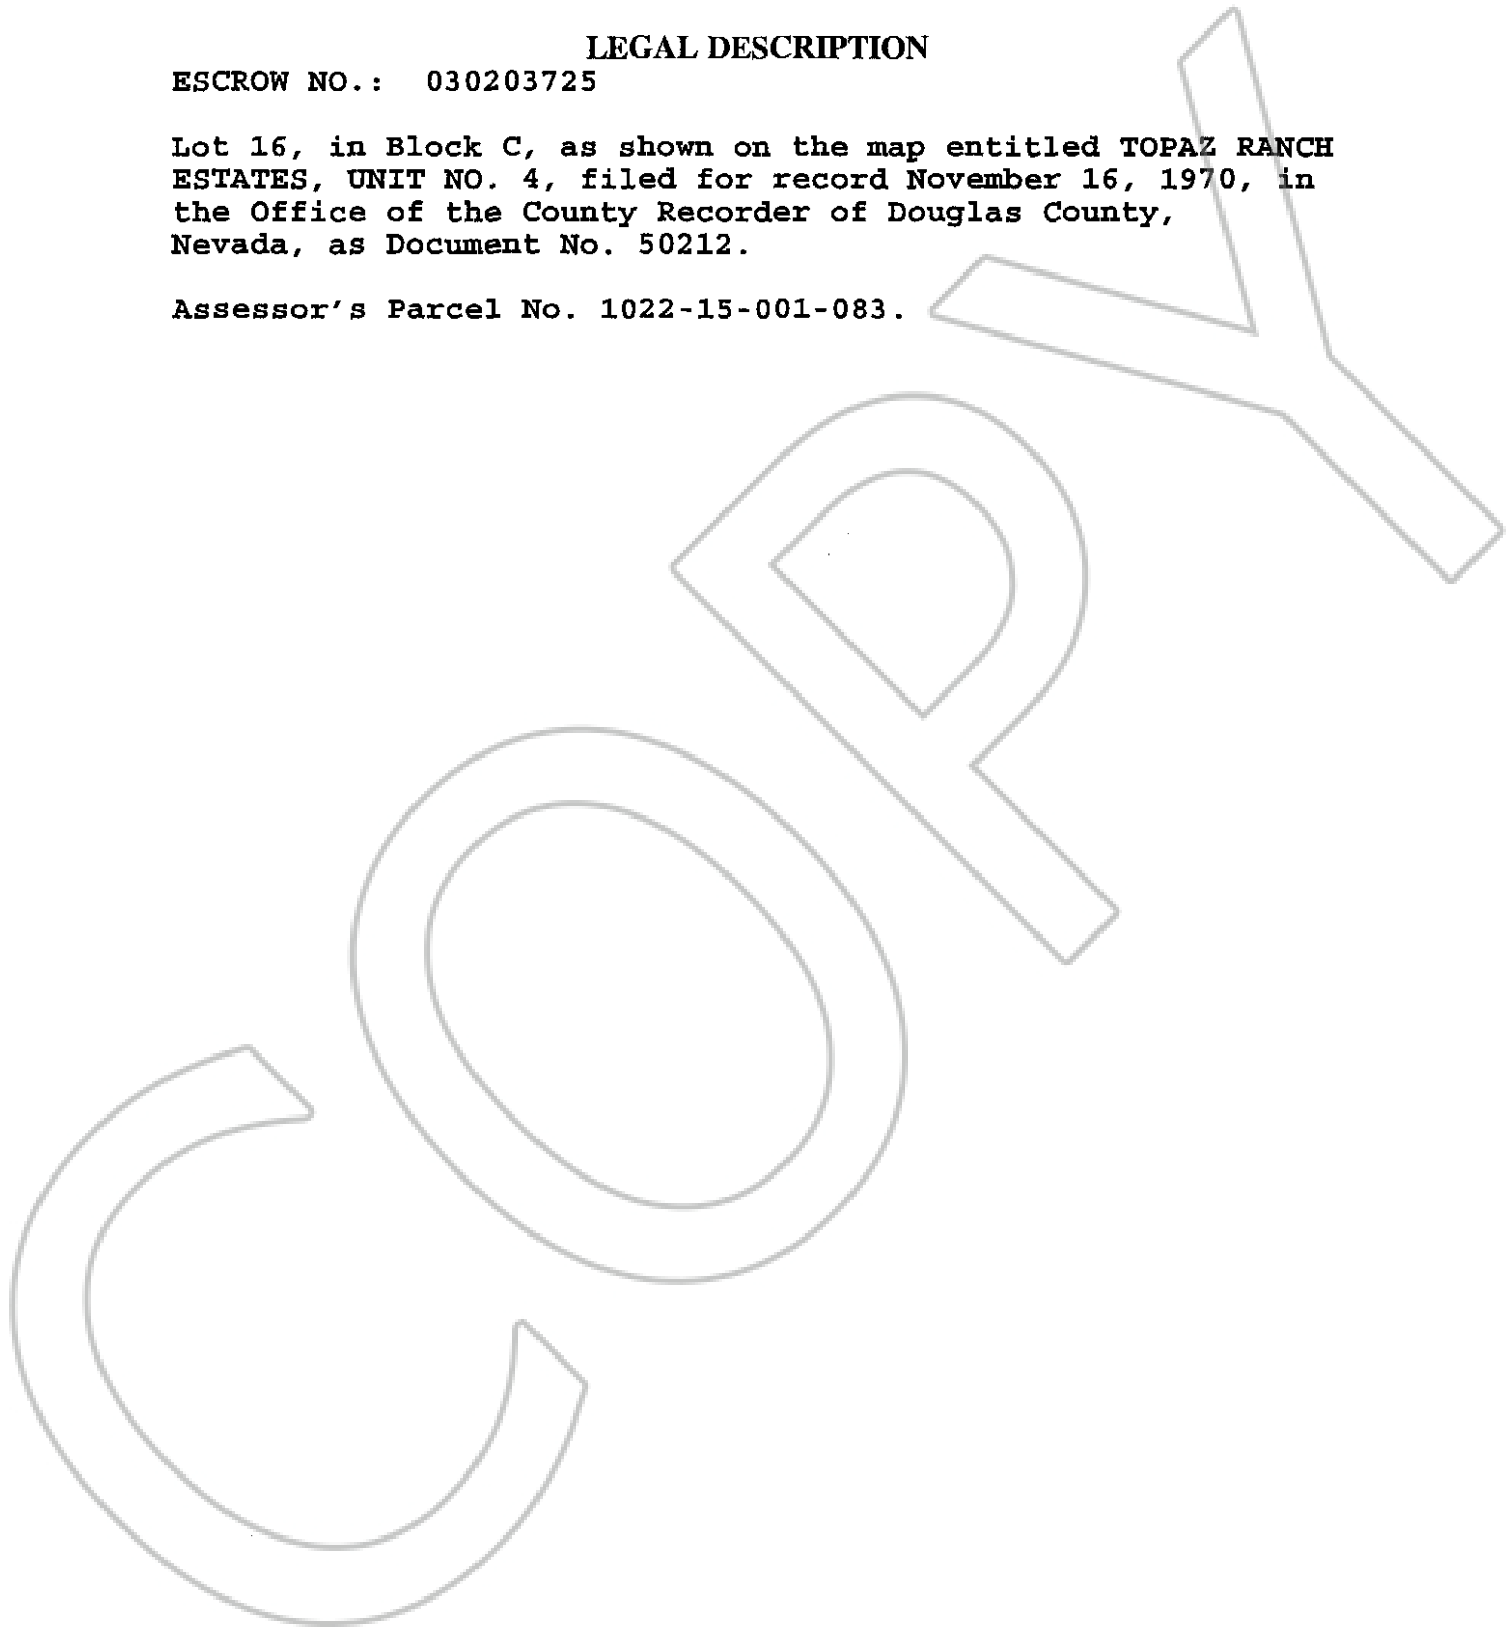 LEGAL DESCRIPTION
ESCROW NO.: 030203725
Lot 16, in Block C, as shown on the map entitled TOPAZ RANCH
ESTATES, UNIT NO. 4, filed for record November 16, 1970, in
the Office of the County Recorder of Douglas County,
Nevada, as Document No. 50212.
Assessor's Parcel No. 1022-15-001-083.
COPY